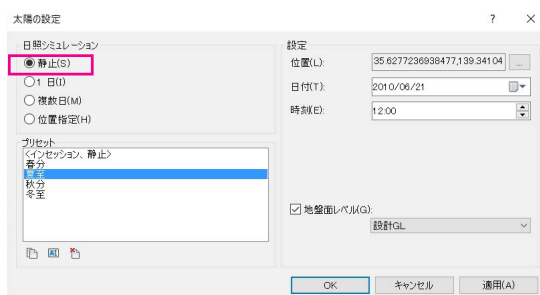 太陽の設定
日照シミュレーション
静止(S)
1 日(I)
複数日(M)
位置指定(H)
プリセット
<インセッション、静止>
春分
夏至
秋分
冬至
設定
位置(L):
35.6277236938477,139.34104
...
日付(T):
2010/06/21
時刻(E):
12:00
地盤面レベル(G):
設計GL
OK
キャンセル
適用(A)